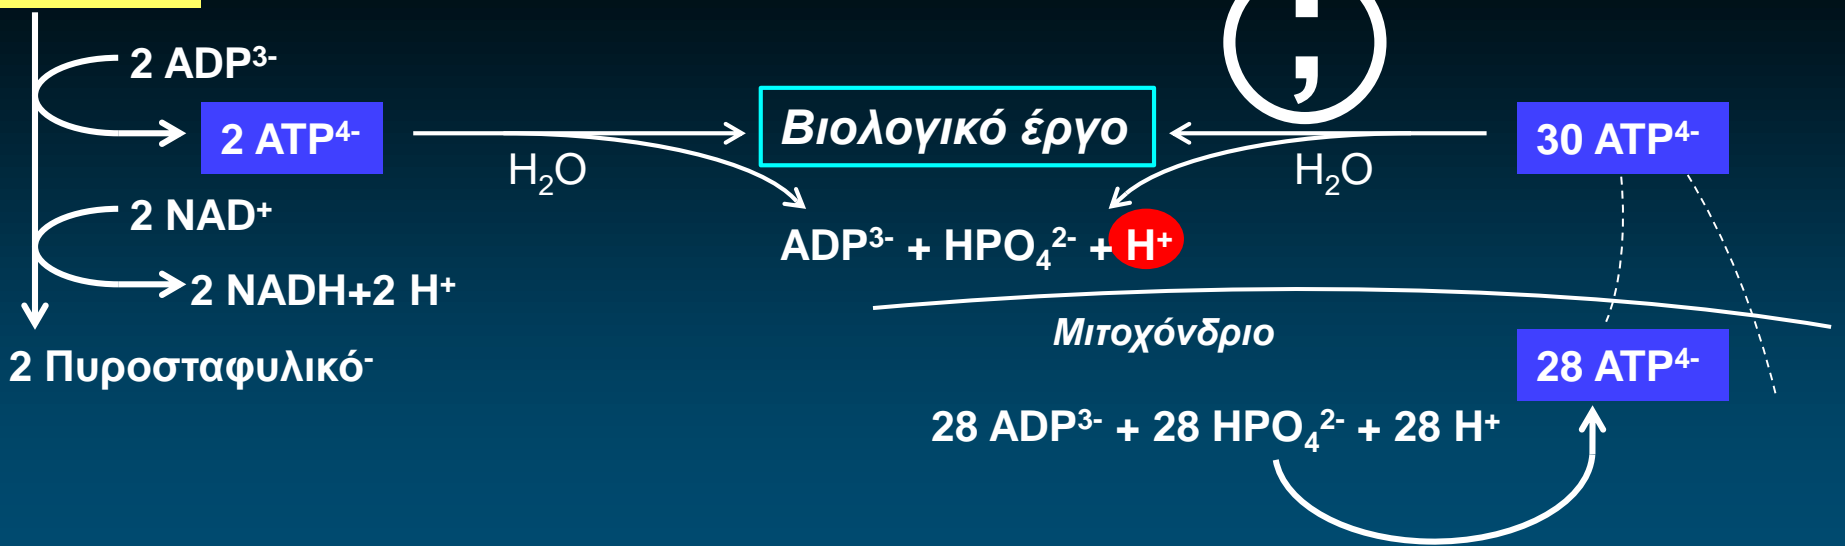 ;
2 ADP³⁻
2 ATP⁴⁻
Βιολογικό έργο
30 ATP⁴⁻
H₂O
H₂O
2 NAD⁺
ADP³⁻ + HPO₄²⁻ + H⁺
2 NADH+2 H⁺
Μιτοχόνδριο
2 Πυροσταφυλικό⁻
28 ATP⁴⁻
28 ADP³⁻ + 28 HPO₄²⁻ + 28 H⁺